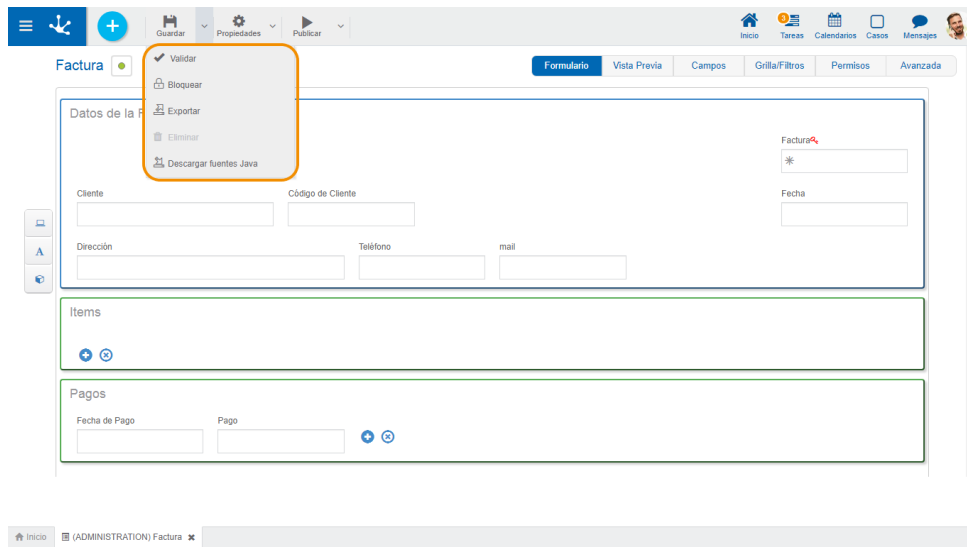 Guardar Propiedades Publicar
Inicio 3 Tareas Calendarios Casos Mensajes
Factura
Formulario Vista Previa Campos Grilla/Filtros Permisos Avanzada
Validar
Bloquear
Exportar
Eliminar
Descargar fuentes Java
Datos de la F
Factura
Cliente Código de Cliente Fecha
Dirección Teléfono mail
A
Items
Pagos
Fecha de Pago Pago
Inicio (ADMINISTRATION) Factura